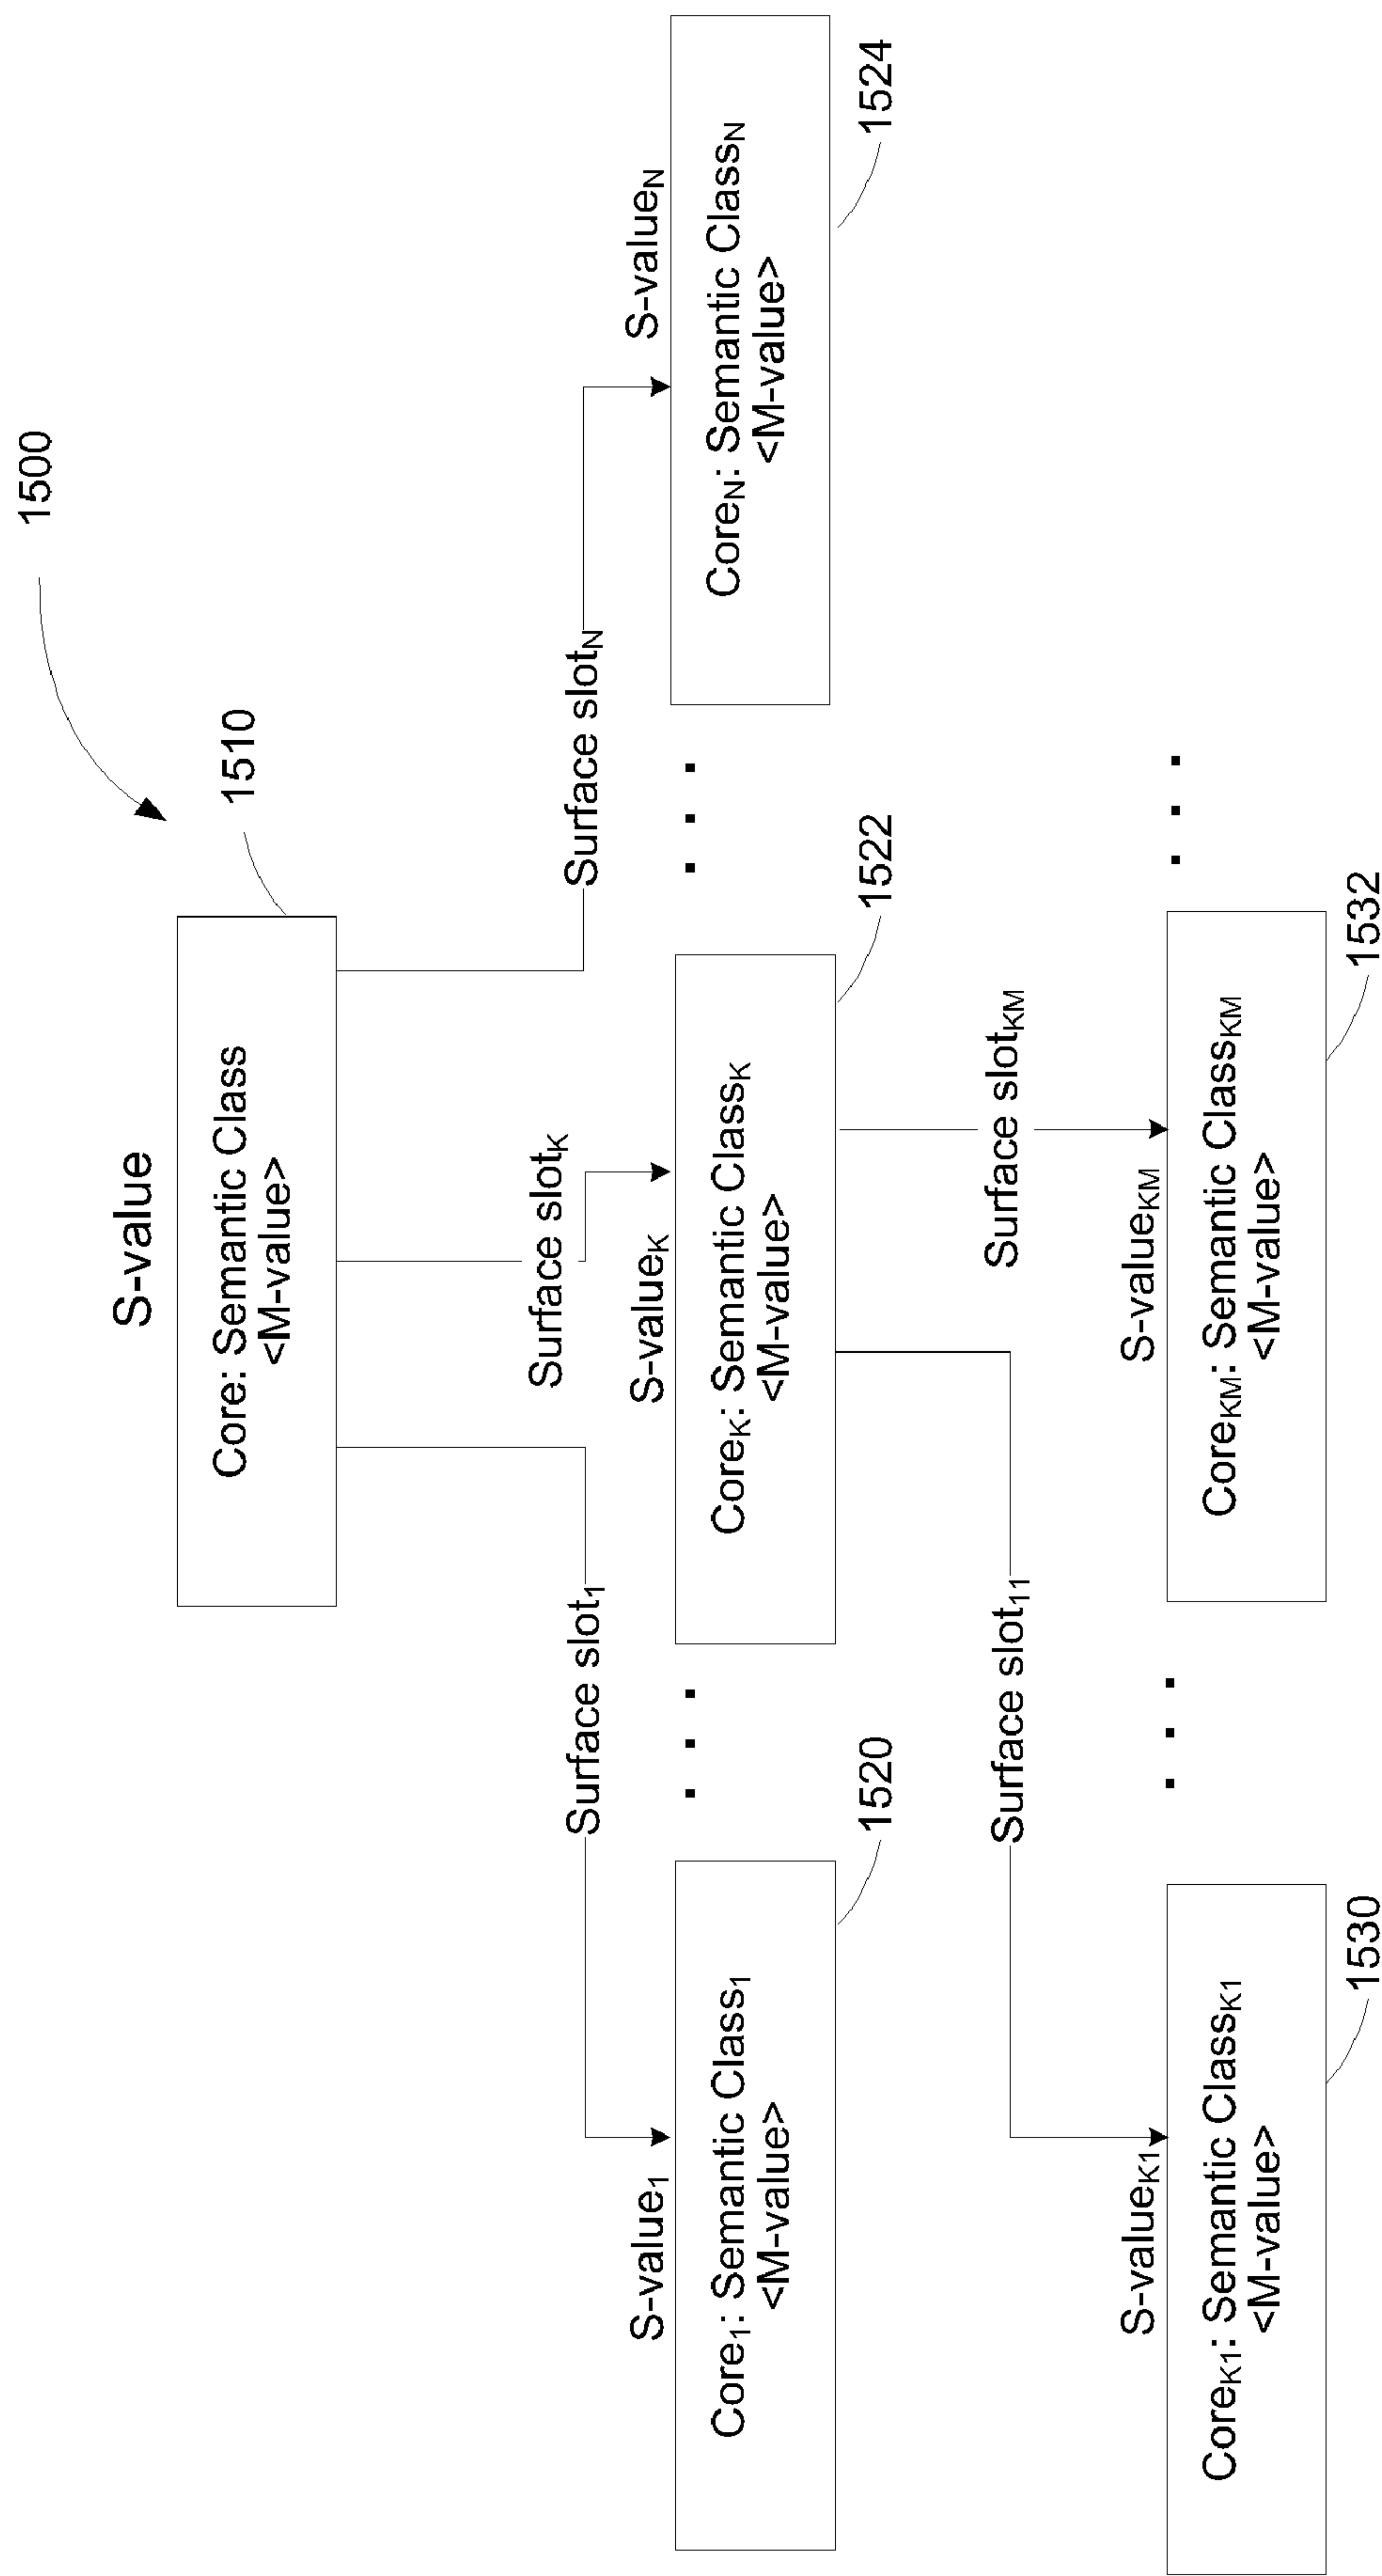 1500
S-value
1510
Core: Semantic Class
<M-value>
Surface slot1
Surface slotK
Surface slotN
S-value1
S-valueK
S-valueN
Core1: Semantic Class1
<M-value>
CoreK: Semantic ClassK
<M-value>
CoreN: Semantic ClassN
<M-value>
1520
1522
1524
Surface slot11
Surface slotKM
S-valueK1
S-valueKM
CoreK1: Semantic ClassK1
<M-value>
CoreKM: Semantic ClassKM
<M-value>
1530
1532